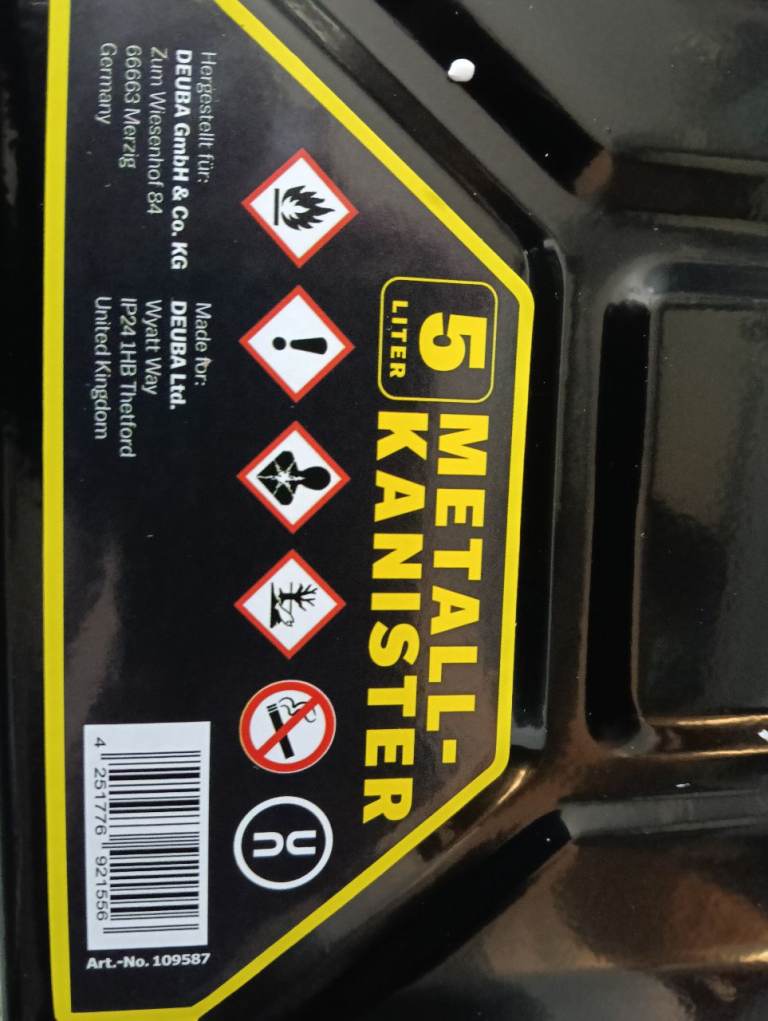 5
LITER
METALL-
KANISTER
Hergestellt für:
DEUBA GmbH & Co. KG
Zum Wiesenhof 84
66663 Merzig
Germany
Made for:
DEUBA Ltd.
Wyatt Way
IP24 1HB Thetford
United Kingdom
4 251776 921556
Art.-No. 109587